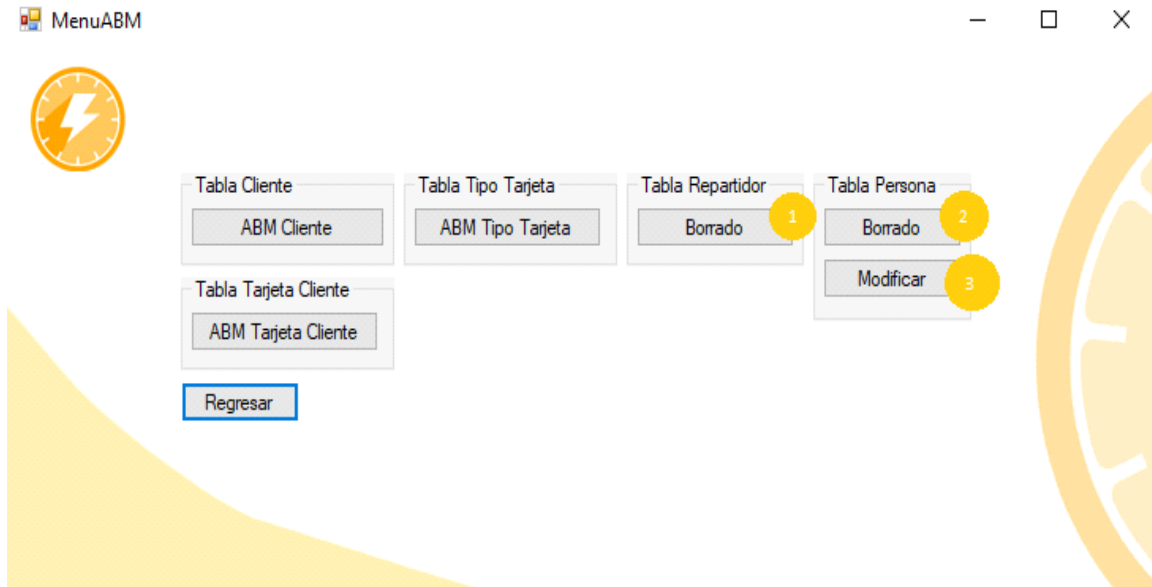 MenuABM
Tabla Cliente
ABM Cliente
Tabla Tipo Tarjeta
ABM Tipo Tarjeta
Tabla Repartidor
Borrado
1
Tabla Persona
Borrado
2
Modificar
3
Tabla Tarjeta Cliente
ABM Tarjeta Cliente
Regresar